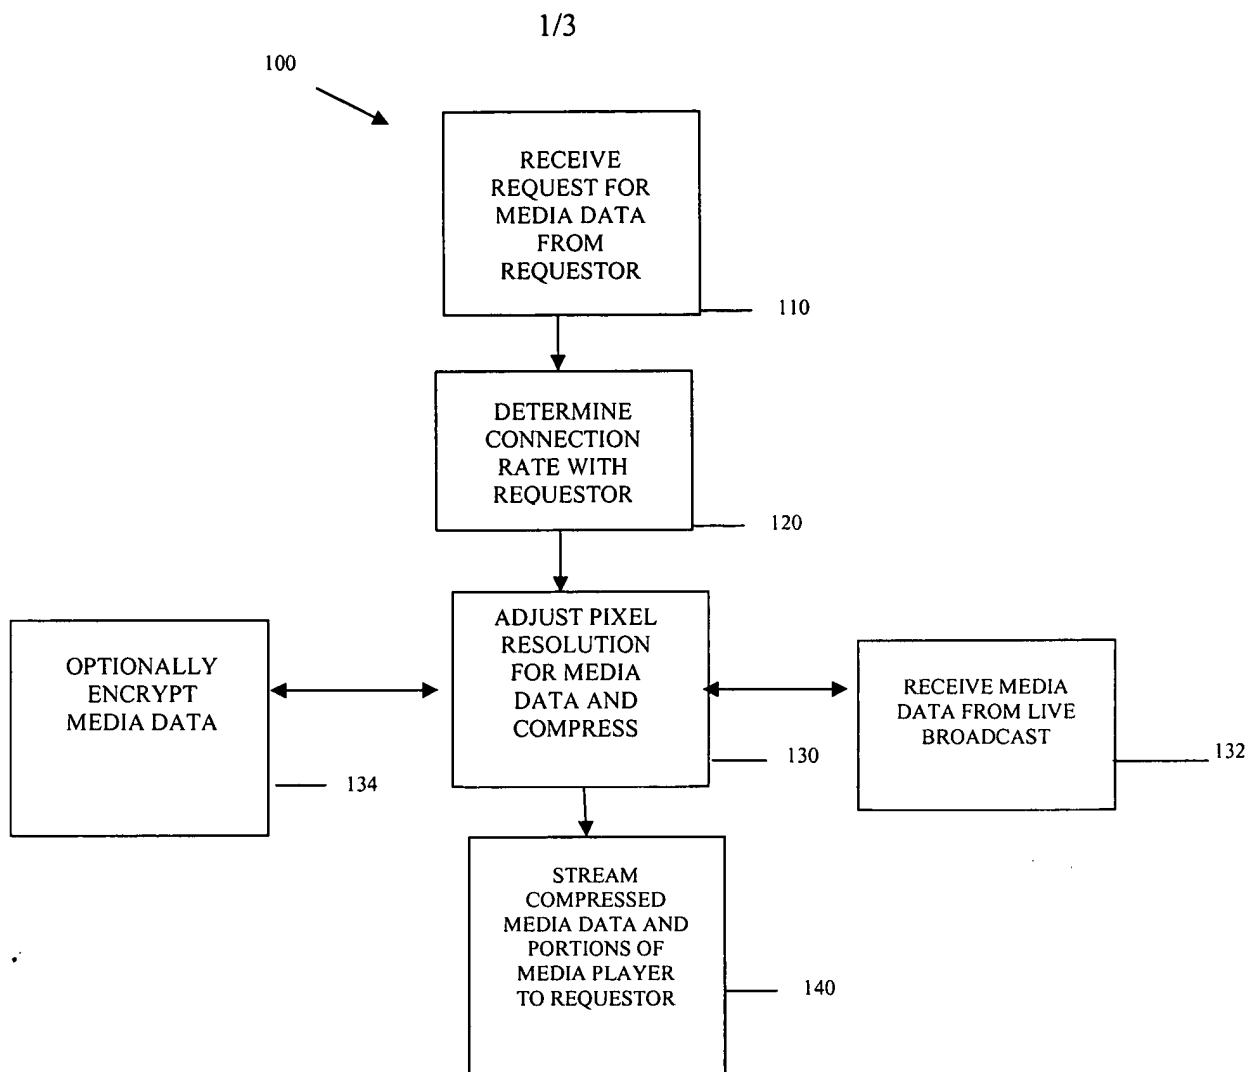 1/3
100
RECEIVE
REQUEST FOR
MEDIA DATA
FROM
REQUESTOR
110
DETERMINE
CONNECTION
RATE WITH
REQUESTOR
120
OPTIONALLY
ENCRYPT
MEDIA DATA
134
ADJUST PIXEL
RESOLUTION
FOR MEDIA
DATA AND
COMPRESS
130
RECEIVE MEDIA
DATA FROM LIVE
BROADCAST
132
STREAM
COMPRESSED
MEDIA DATA AND
PORTIONS OF
MEDIA PLAYER
TO REQUESTOR
140